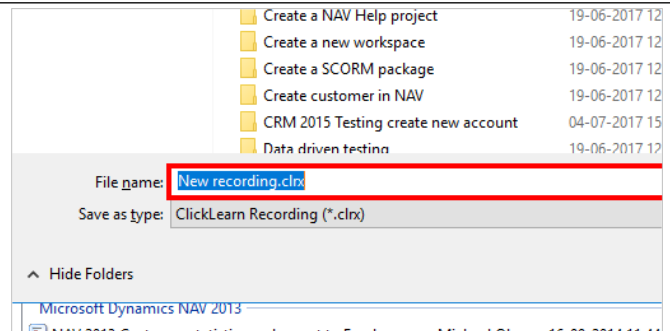 Create a NAV Help project 19-06-2017 12
Create a new workspace 19-06-2017 12
Create a SCORM package 19-06-2017 12
Create customer in NAV 19-06-2017 12
CRM 2015 Testing create new account 04-07-2017 15
Data driven testing 19-06-2017 12
File name: New recording.clrx
Save as type: ClickLearn Recording (*.clrx)
Hide Folders
Microsoft Dynamics NAV 2013